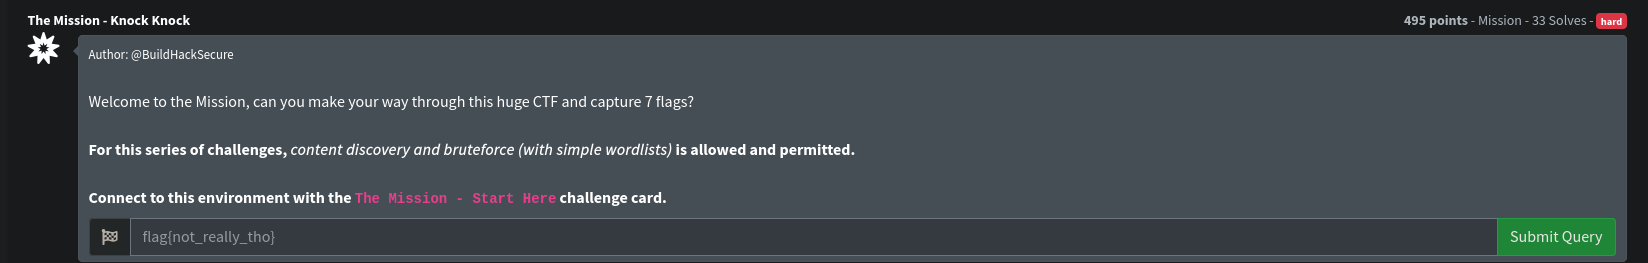 The Mission - Knock Knock
495 points - Mission - 33 Solves - hard
Author: @BuildHackSecure
Welcome to the Mission, can you make your way through this huge CTF and capture 7 flags?
For this series of challenges, content discovery and bruteforce (with simple wordlists) is allowed and permitted.
Connect to this environment with the The Mission - Start Here challenge card.
flag{not_really_tho}
Submit Query